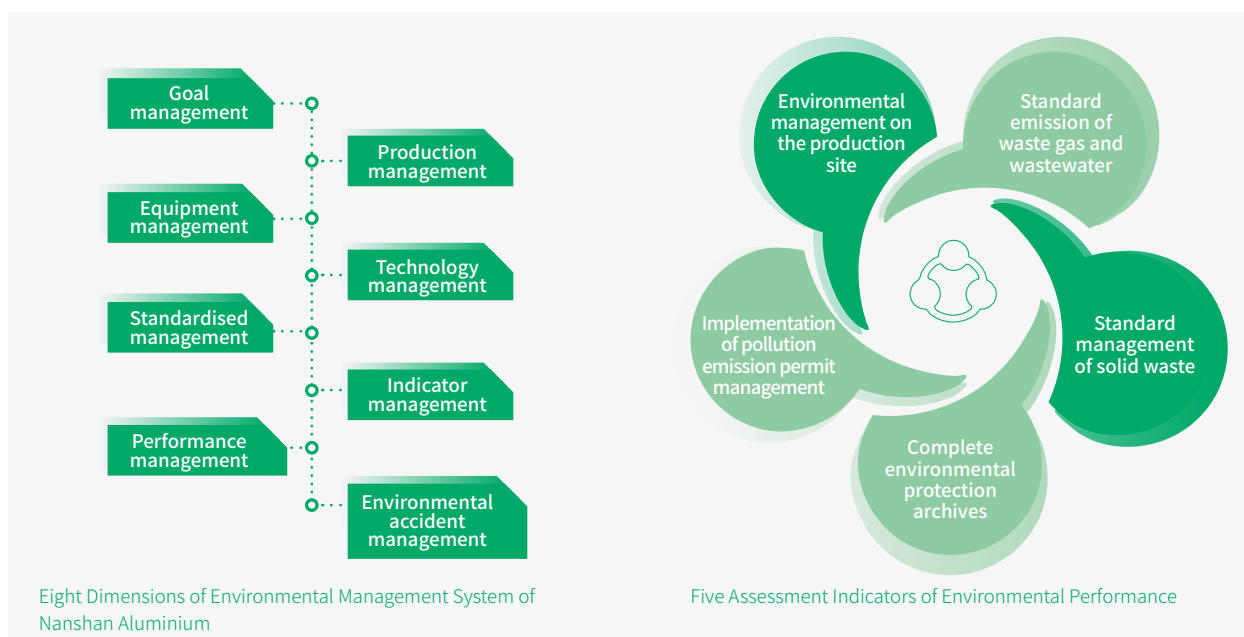 Goal
management
Production
management
Equipment
management
Technology
management
Standardised
management
Indicator
management
Performance
management
Environmental
accident
management
Eight Dimensions of Environmental Management System of
Nanshan Aluminium
Environmental
management on
the production
site
Standard
emission of
waste gas and
wastewater
Implementation
of pollution
emission permit
management
Standard
management
of solid waste
Complete
environmental
protection
archives
Five Assessment Indicators of Environmental Performance